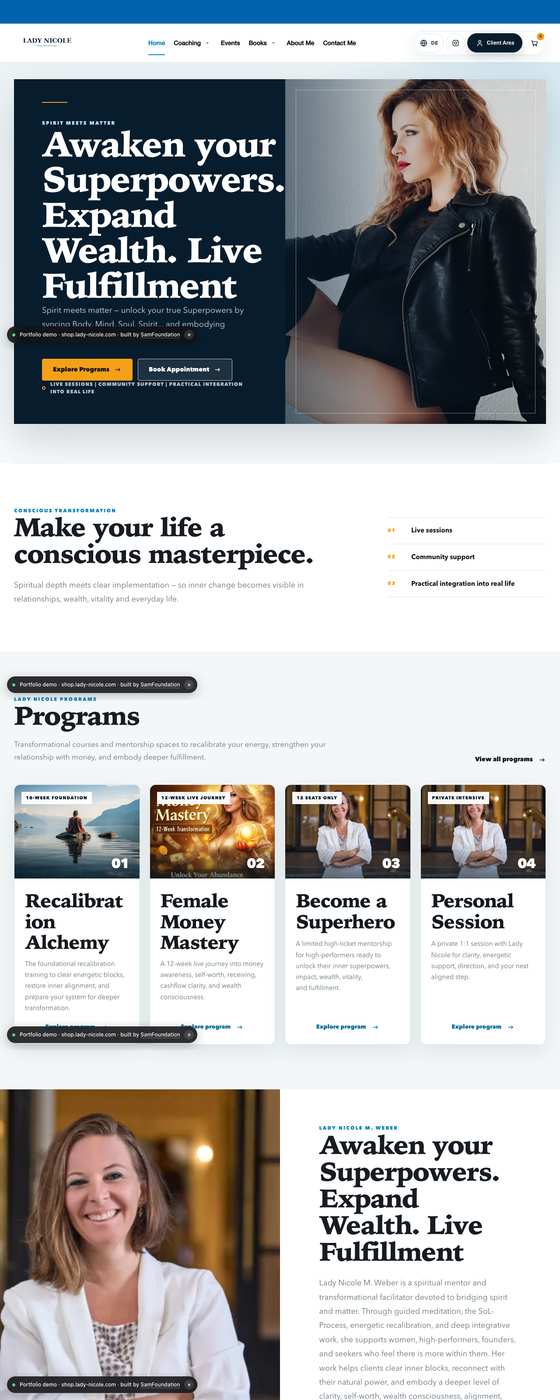 LADY NICOLE
Home
Coaching
Events
Books
About Me
Contact Me
DE
Client Area
SPIRIT MEETS MATTER
Awaken your
Superpowers.
Expand
Wealth. Live
Fulfillment
Spirit meets matter — unlock your true Superpowers by
syncing Body, Mind, Soul, Spirit… and embodying
Portfolio demo · shop.lady-nicole.com · built by SamFoundation ×
Explore Programs →
Book Appointment →
LIVE SESSIONS | COMMUNITY SUPPORT | PRACTICAL INTEGRATION
INTO REAL LIFE
CONSCIOUS TRANSFORMATION
Make your life a
conscious masterpiece.
Spiritual depth meets clear implementation — so inner change becomes visible in
relationships, wealth, vitality and everyday life.
01 Live sessions
02 Community support
03 Practical integration into real life
Portfolio demo · shop.lady-nicole.com · built by SamFoundation ×
LADY NICOLE PROGRAMS
Programs
Transformational courses and mentorship spaces to recalibrate your energy, strengthen your
relationship with money, and embody deeper fulfillment.
View all programs →
10-WEEK FOUNDATION
01
Recalibrat
ion
Alchemy
The foundational recalibration
training to clear energetic blocks,
restore inner alignment, and
prepare your system for deeper
transformation.
Explore program →
12-WEEK LIVE JOURNEY
Money
Mastery
12-Week Transformation
02
Unlock Your Abundance
Female
Money
Mastery
A 12-week live journey into money
awareness, self-worth, receiving,
cashflow clarity, and wealth
consciousness.
Explore program →
12 SEATS ONLY
03
Become a
Superhero
A limited high-ticket mentorship
for high-performers ready to
unlock their inner superpowers,
impact, wealth, vitality,
and fulfillment.
Explore program →
PRIVATE INTENSIVE
04
Personal
Session
A private 1:1 session with Lady
Nicole for clarity, energetic
support, direction, and your next
aligned step.
Explore program →
Portfolio demo · shop.lady-nicole.com · built by SamFoundation ×
LADY NICOLE M. WEBER
Awaken your
Superpowers.
Expand
Wealth. Live
Fulfillment
Lady Nicole M. Weber is a spiritual mentor and
transformational facilitator devoted to bridging spirit
and matter. Through guided meditation, the SoL-
Process, energetic recalibration, and deep integrative
work, she supports women, high-performers, founders,
and seekers who feel there is more within them. Her
work helps clients clear inner blocks, reconnect with
their natural power, and embody a deeper level of
clarity, self-worth, wealth consciousness, alignment,
Portfolio demo · shop.lady-nicole.com · built by SamFoundation ×